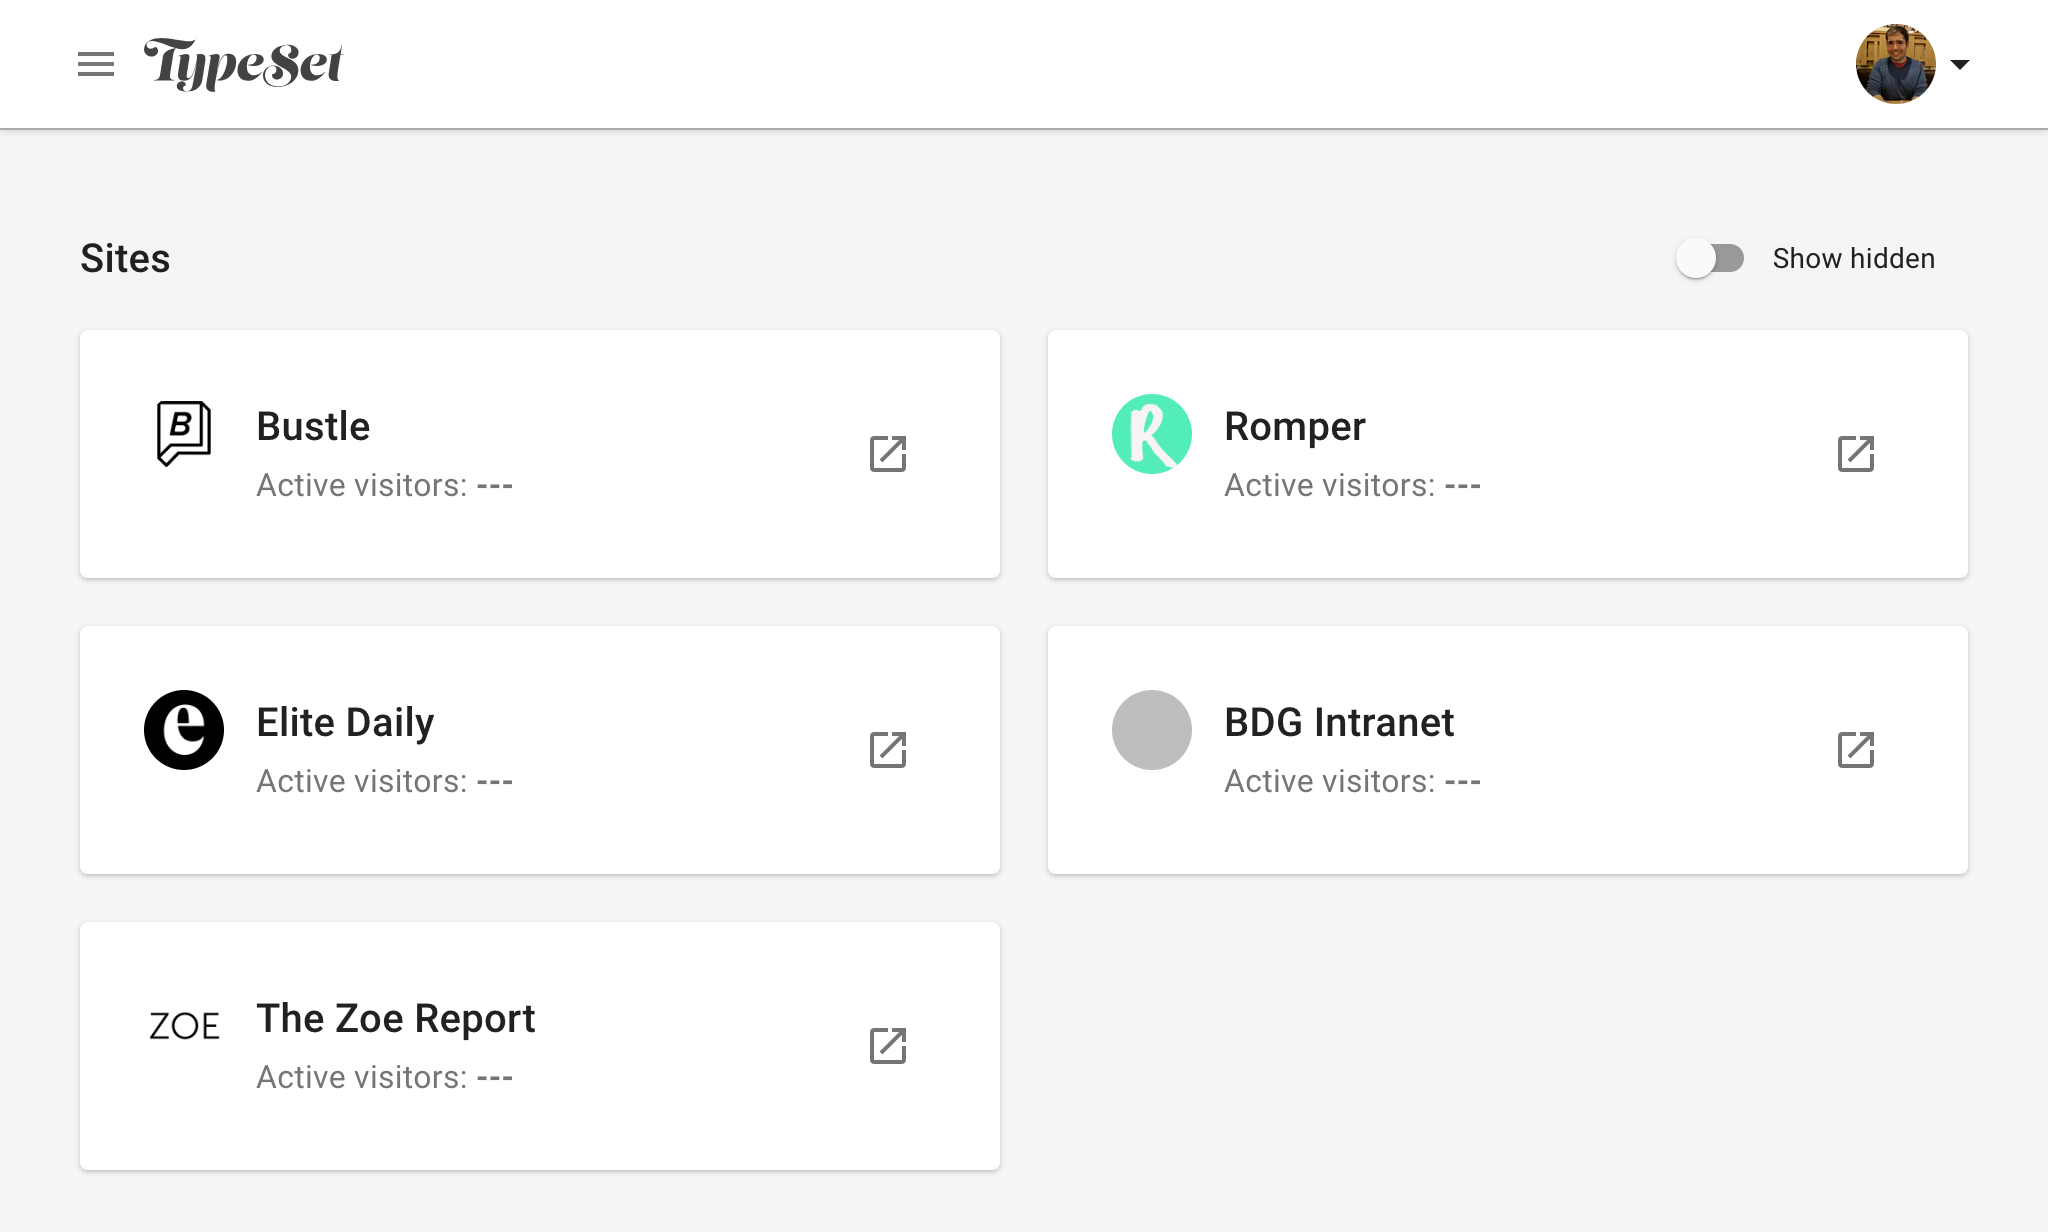 TypeSet
Sites
Show hidden
B
Bustle
Active visitors: ---
R
Romper
Active visitors: ---
e
Elite Daily
Active visitors: ---
BDG Intranet
Active visitors: ---
ZOE
The Zoe Report
Active visitors: ---